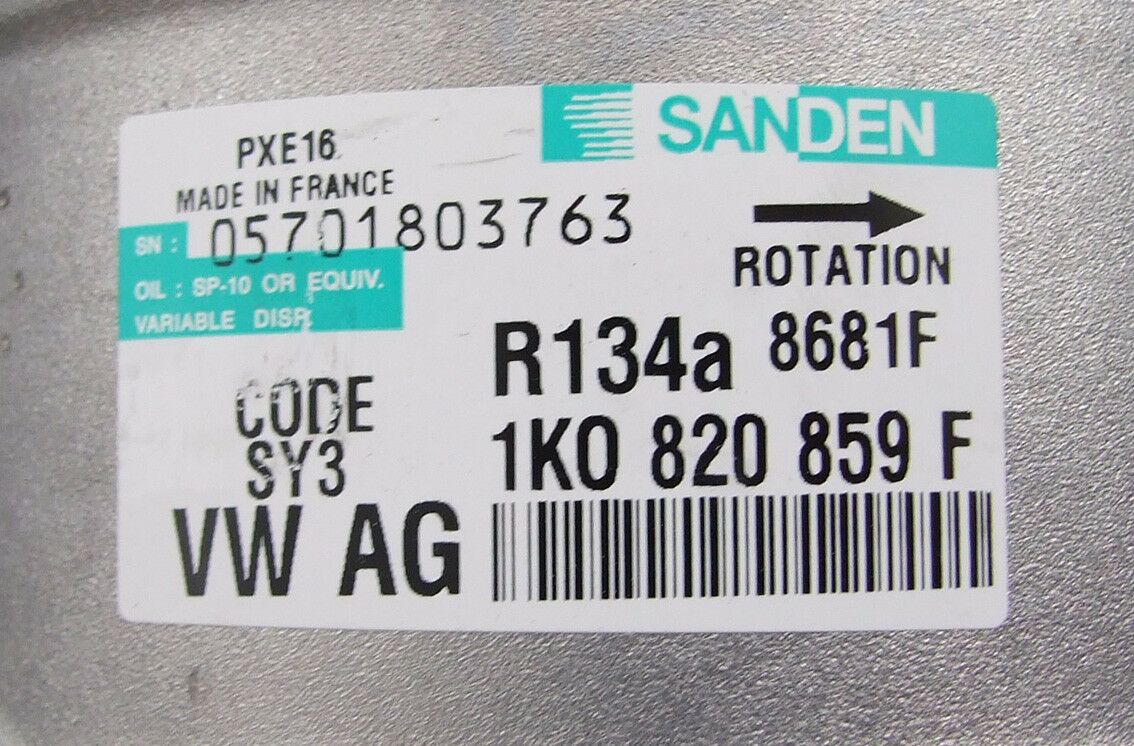 SANDEN
PXE16
MADE IN FRANCE
SN : 05701803763
OIL : SP-10 OR EQUIV.
VARIABLE DISP.
ROTATION
R134a 8681F
CODE
SY3
1K0 820 859 F
VW AG